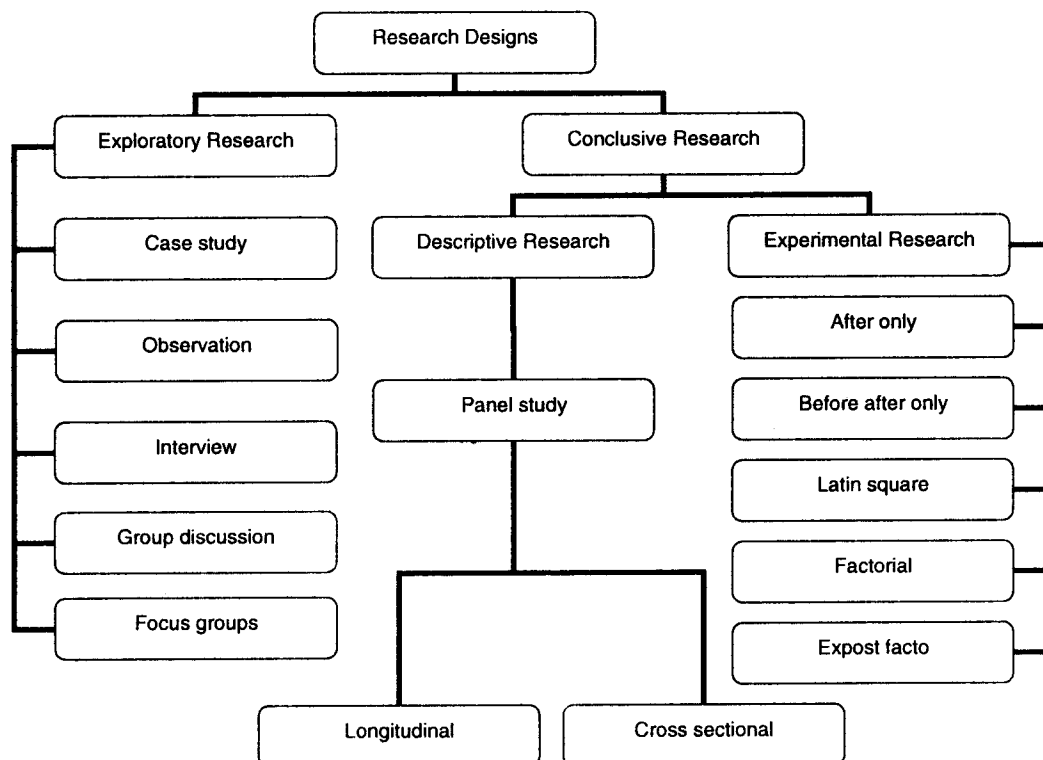 Research Designs
Exploratory Research
Conclusive Research
Case study
Descriptive Research
Experimental Research
After only
Observation
Panel study
Before after only
Interview
Latin square
Group discussion
Factorial
Focus groups
Expost facto
Longitudinal
Cross sectional